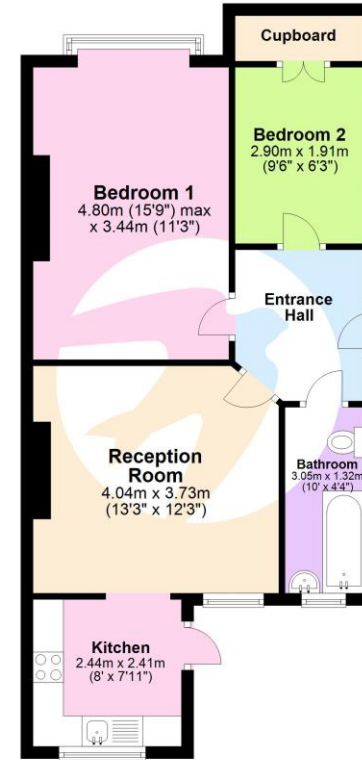 Cupboard
Bedroom 2
2.90m x 1.91m
(9'6" x 6'3")
Bedroom 1
4.80m (15'9") max
x 3.44m (11'3")
Entrance
Hall
Reception
Room
4.04m x 3.73m
(13'3" x 12'3")
Bathroom
3.05m x 1.32m
(10' x 4'4")
Kitchen
2.44m x 2.41m
(8' x 7'11")